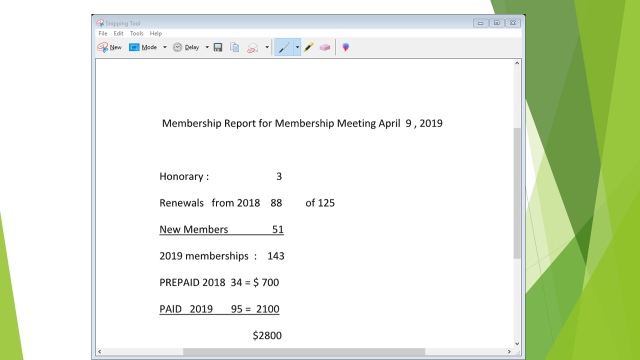 Snipping Tool
File Edit Tools Help
New Mode Delay
Membership Report for Membership Meeting April 9 , 2019
Honorary : 3
Renewals from 2018 88 of 125
New Members 51
2019 memberships : 143
PREPAID 2018 34 = $ 700
PAID 2019 95 = 2100
$2800